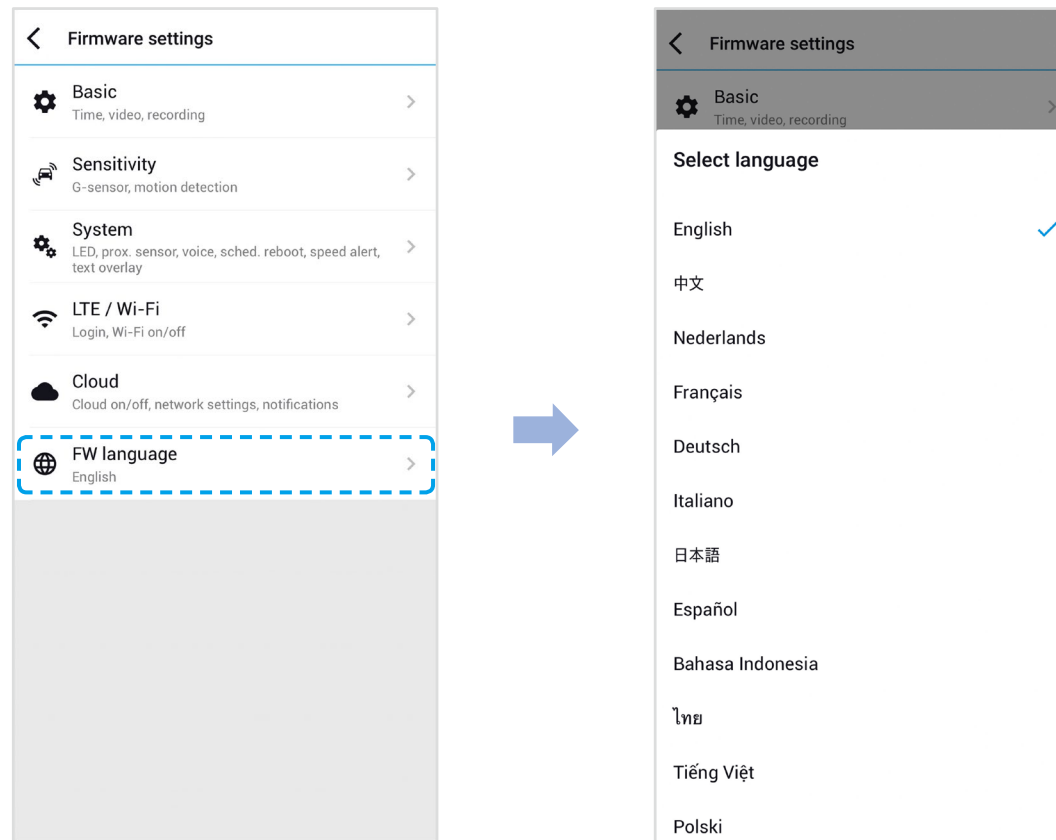 Firmware settings
Basic
Time, video, recording
Sensitivity
G-sensor, motion detection
System
LED, prox. sensor, voice, sched. reboot, speed alert,
text overlay
LTE / Wi-Fi
Login, Wi-Fi on/off
Cloud
Cloud on/off, network settings, notifications
FW language
English
Firmware settings
Basic
Time, video, recording
Select language
English
中文
Nederlands
Français
Deutsch
Italiano
日本語
Español
Bahasa Indonesia
ไทย
Tiếng Việt
Polski